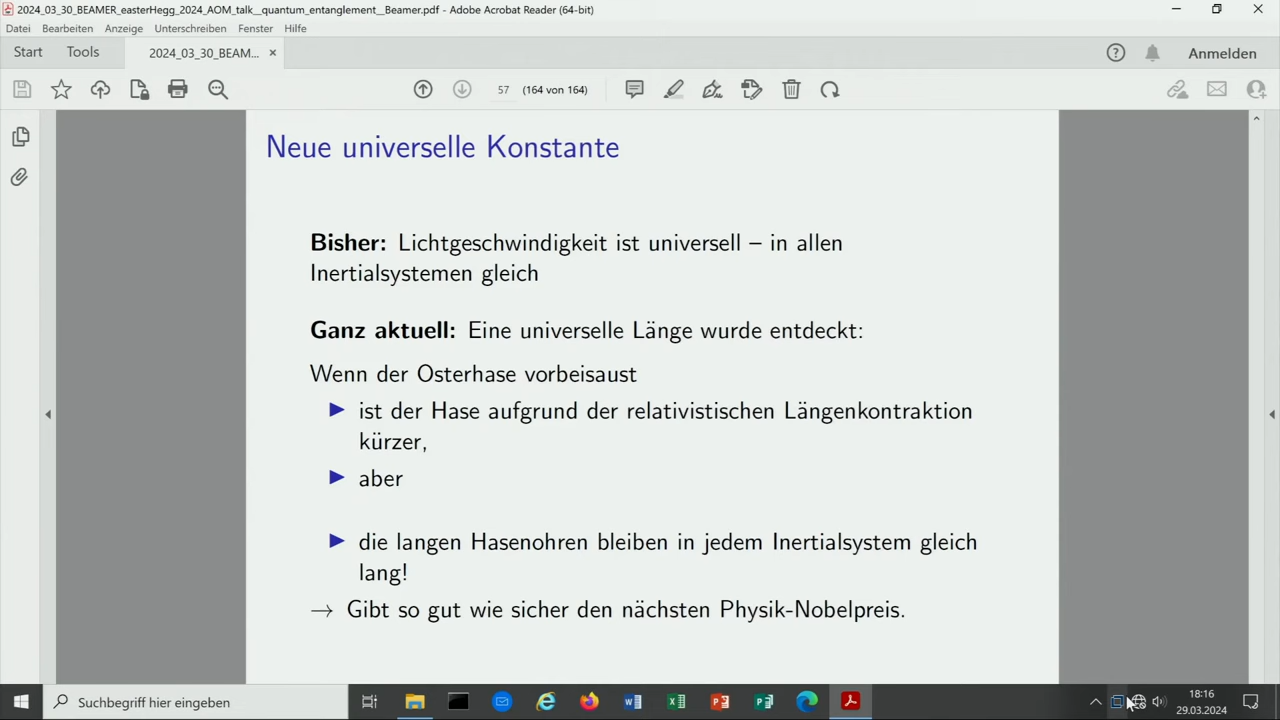 2024_03_30_BEAMER_easterHegg_2024_AOM_talk__quantum_entanglement__Beamer.pdf - Adobe Acrobat Reader (64-bit)
Datei Bearbeiten Anzeige Unterschreiben Fenster Hilfe
Start Tools 2024_03_30_BEAM... × Anmelden
57 (164 von 164)
Neue universelle Konstante
Bisher: Lichtgeschwindigkeit ist universell – in allen
Inertialsystemen gleich
Ganz aktuell: Eine universelle Länge wurde entdeckt:
Wenn der Osterhase vorbeisaust
▶ ist der Hase aufgrund der relativistischen Längenkontraktion
kürzer,
▶ aber
▶ die langen Hasenohren bleiben in jedem Inertialsystem gleich
lang!
→ Gibt so gut wie sicher den nächsten Physik-Nobelpreis.
Suchbegriff hier eingeben
18:16
29.03.2024